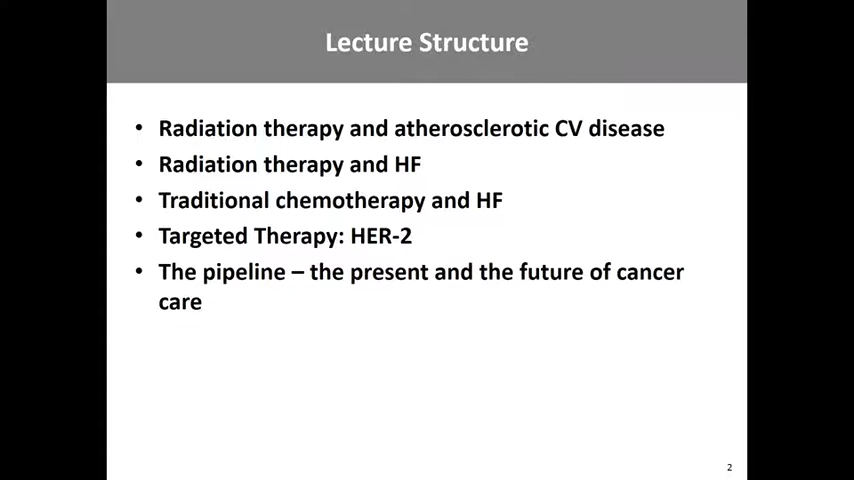 Lecture Structure
• Radiation therapy and atherosclerotic CV disease
• Radiation therapy and HF
• Traditional chemotherapy and HF
• Targeted Therapy: HER-2
• The pipeline – the present and the future of cancer
care
2